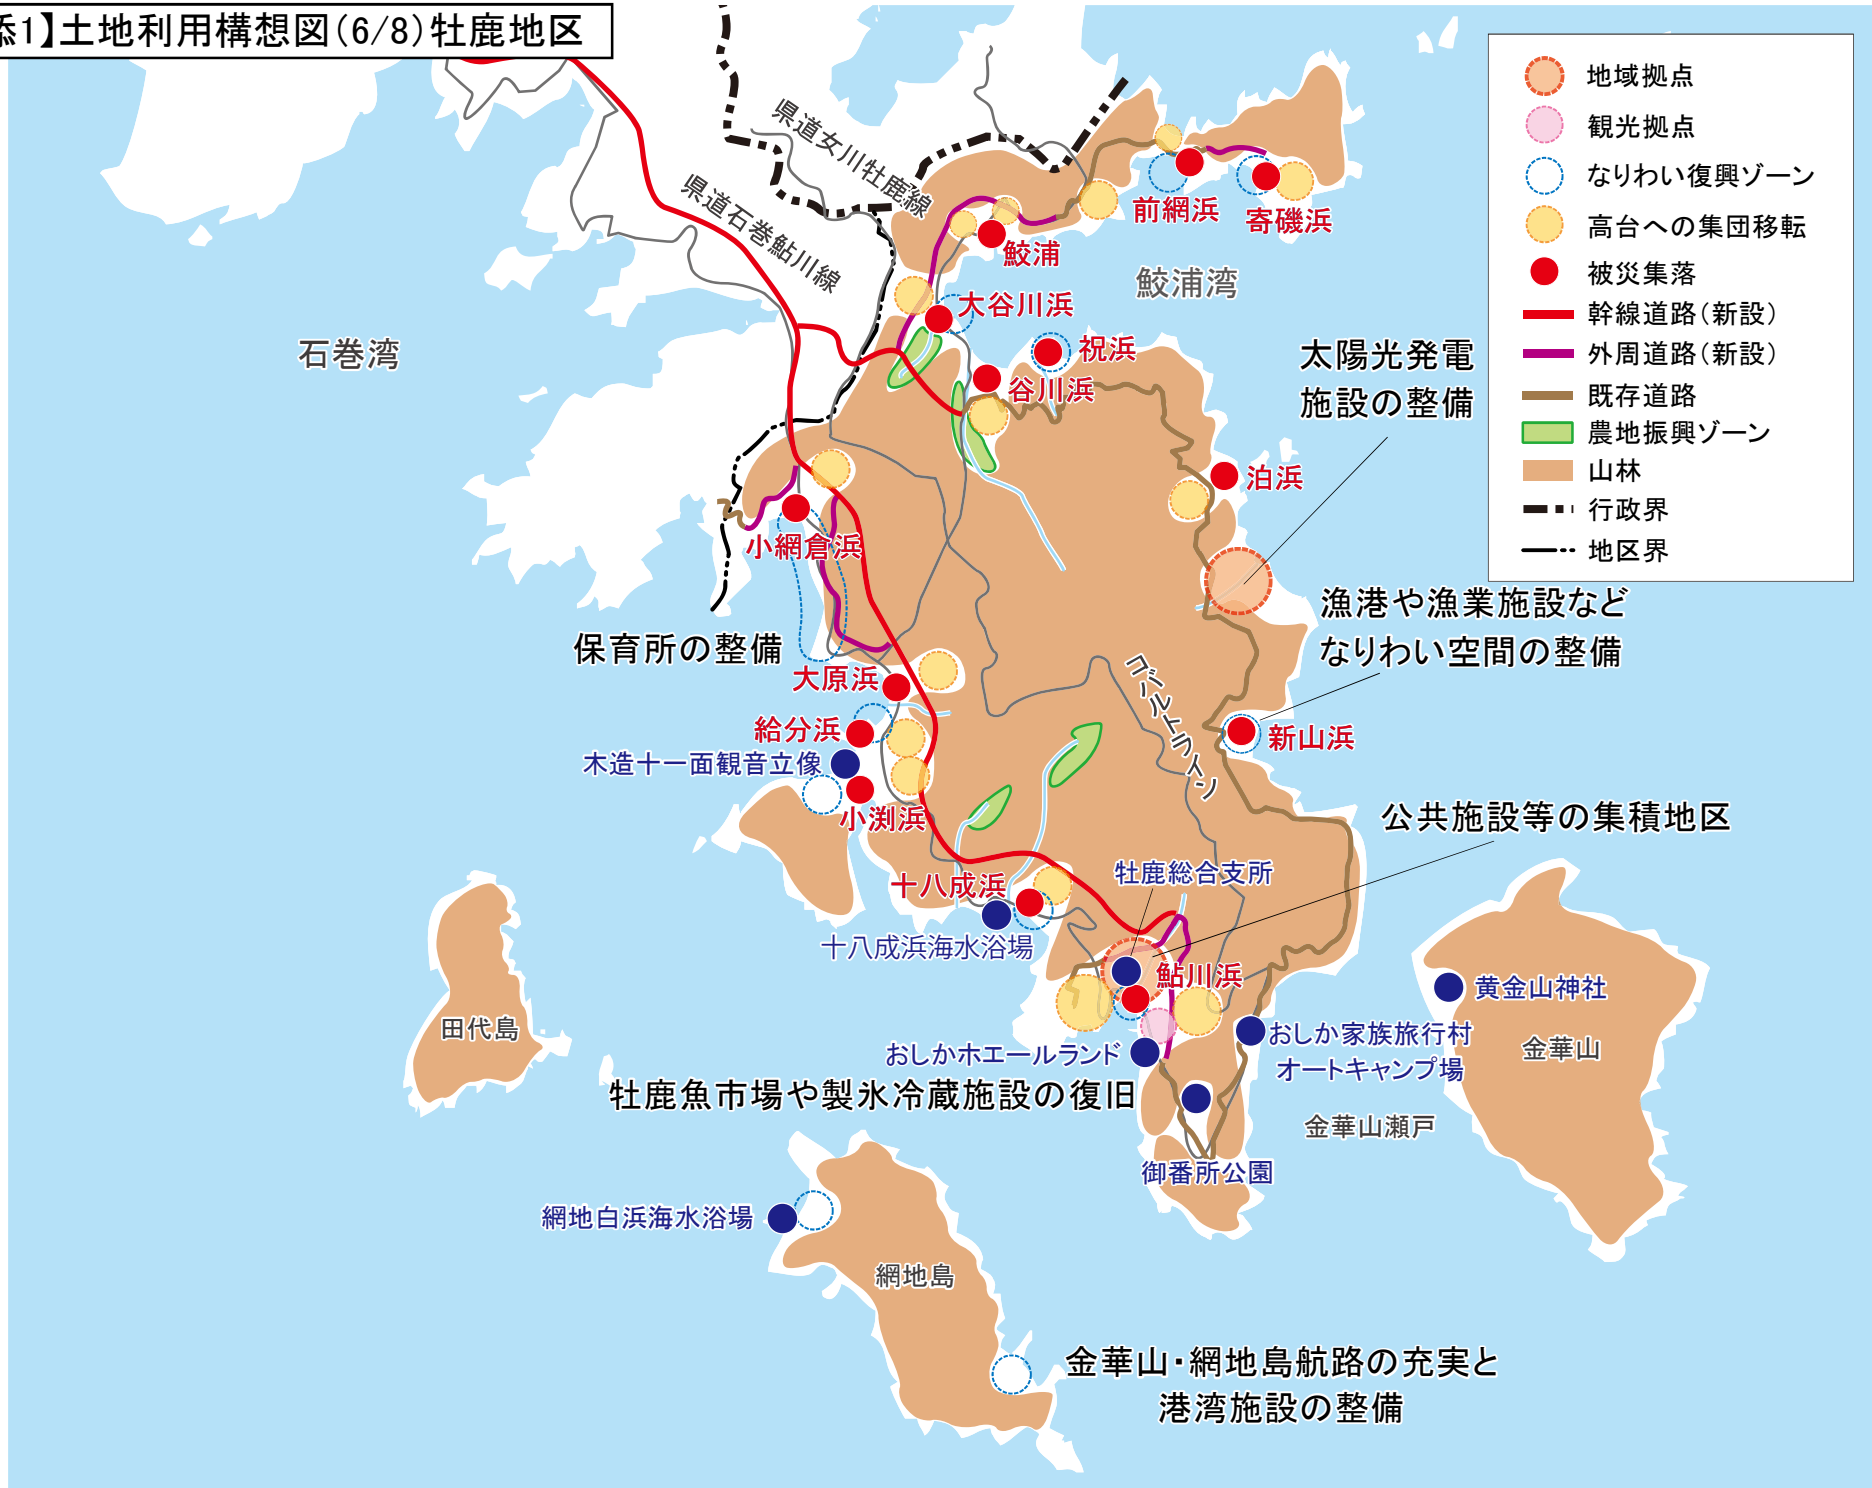 添1】土地利用構想図(6/8)牡鹿地区
地域拠点
観光拠点
なりわい復興ゾーン
高台への集団移転
被災集落
幹線道路(新設)
外周道路(新設)
既存道路
農地振興ゾーン
山林
行政界
地区界
県道女川牡鹿線
県道石巻鮎川線
石巻湾
鮫浦湾
前網浜
寄磯浜
鮫浦
大谷川浜
祝浜
谷川浜
泊浜
太陽光発電
施設の整備
小網倉浜
保育所の整備
漁港や漁業施設など
なりわい空間の整備
大原浜
給分浜
木造十一面観音立像
小渕浜
コバルトライン
新山浜
公共施設等の集積地区
牡鹿総合支所
十八成浜
十八成浜海水浴場
鮎川浜
黄金山神社
金華山
田代島
おしかホエールランド
おしか家族旅行村
オートキャンプ場
牡鹿魚市場や製氷冷蔵施設の復旧
金華山瀬戸
御番所公園
網地白浜海水浴場
網地島
金華山・網地島航路の充実と
港湾施設の整備